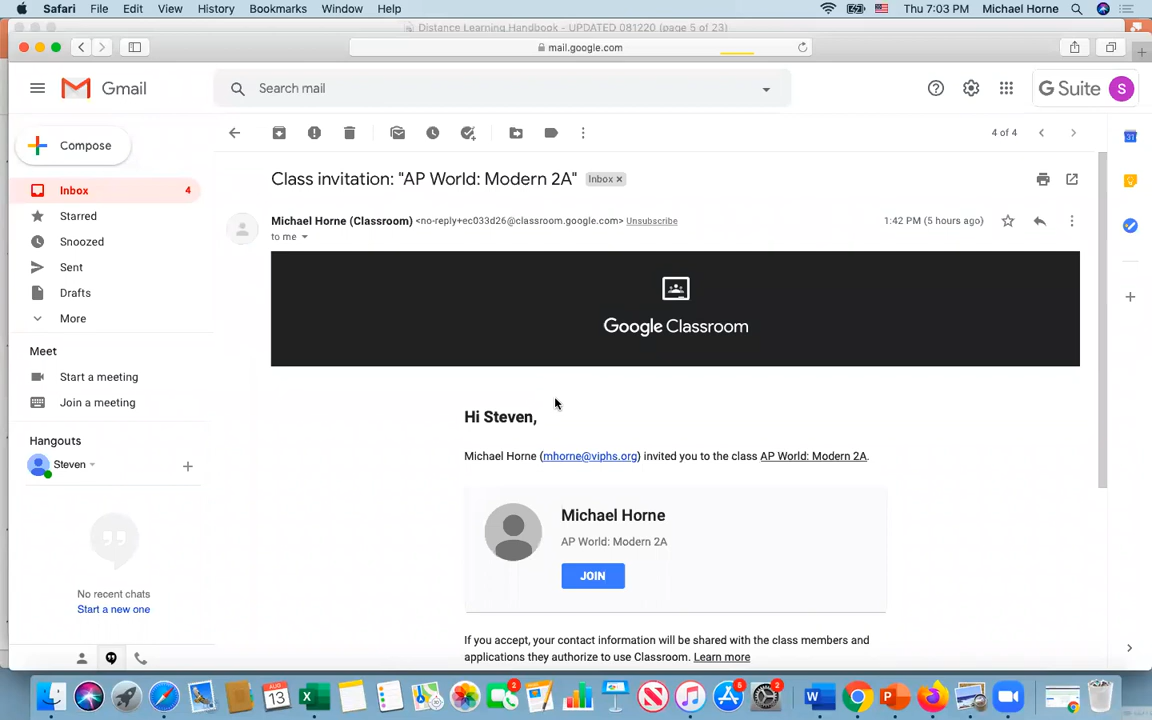 Safari File Edit View History Bookmarks Window Help Thu 7:03 PM Michael Horne
Distance Learning Handbook - UPDATED 081220 (page 5 of 23)
mail.google.com
Gmail Search mail G Suite S
Compose
4 of 4
Class invitation: "AP World: Modern 2A" Inbox x
Inbox 4
Starred
Snoozed
Sent
Drafts
More
Michael Horne (Classroom) <no-reply+ec033d26@classroom.google.com> Unsubscribe 1:42 PM (5 hours ago)
to me
Google Classroom
Meet
Start a meeting
Join a meeting
Hangouts
Steven
No recent chats
Start a new one
Hi Steven,
Michael Horne (mhorne@viphs.org) invited you to the class AP World: Modern 2A.
Michael Horne
AP World: Modern 2A
JOIN
If you accept, your contact information will be shared with the class members and
applications they authorize to use Classroom. Learn more
31
AUG
13
2